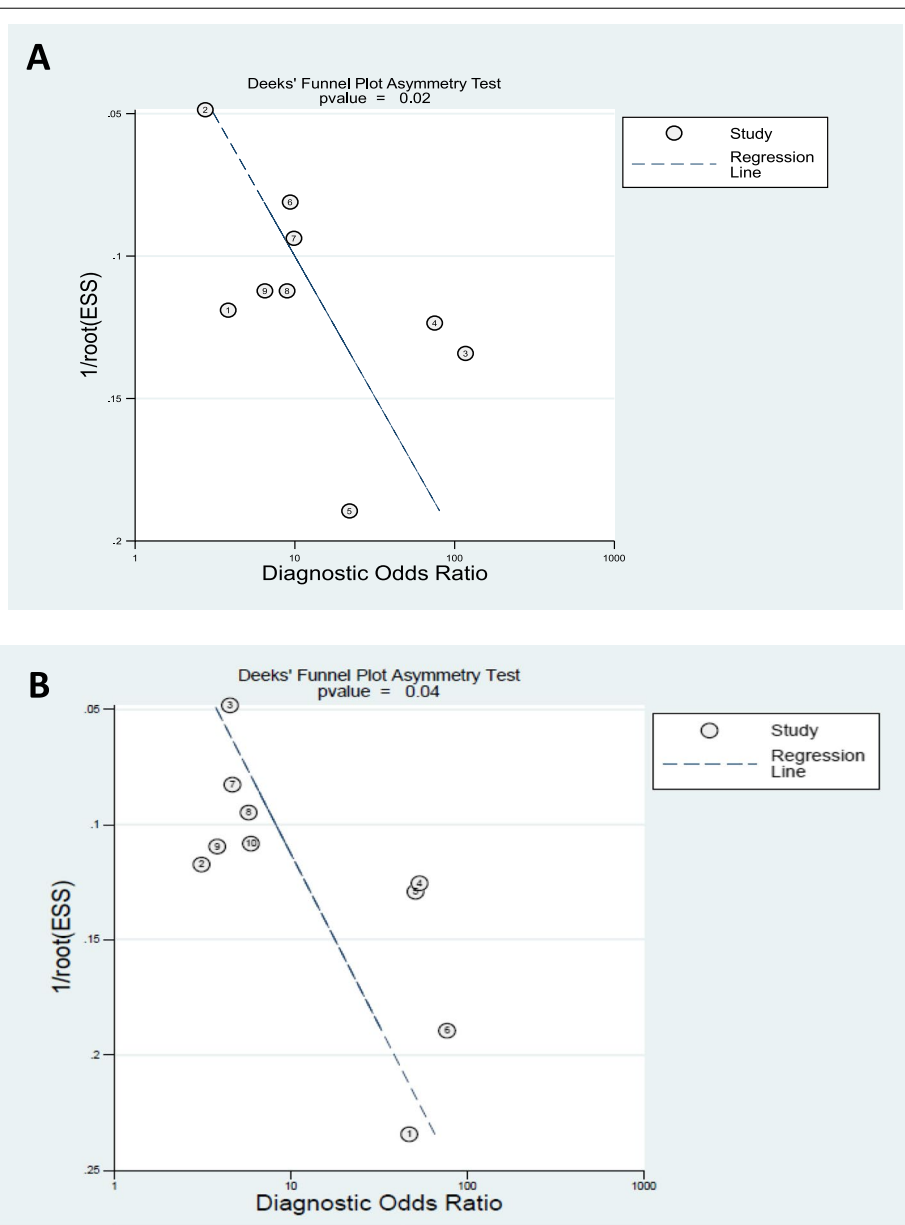 A
Deeks' Funnel Plot Asymmetry Test
pvalue = 0.02
.05
.1
.15
.2
1/root(ESS)
2
6
7
9
8
1
4
3
5
1
10
100
1000
Diagnostic Odds Ratio
Study
Regression
Line
B
Deeks' Funnel Plot Asymmetry Test
pvalue = 0.04
.05
.1
.15
.2
.25
1/root(ESS)
3
7
8
10
9
2
4
5
6
1
1
10
100
1000
Diagnostic Odds Ratio
Study
Regression
Line